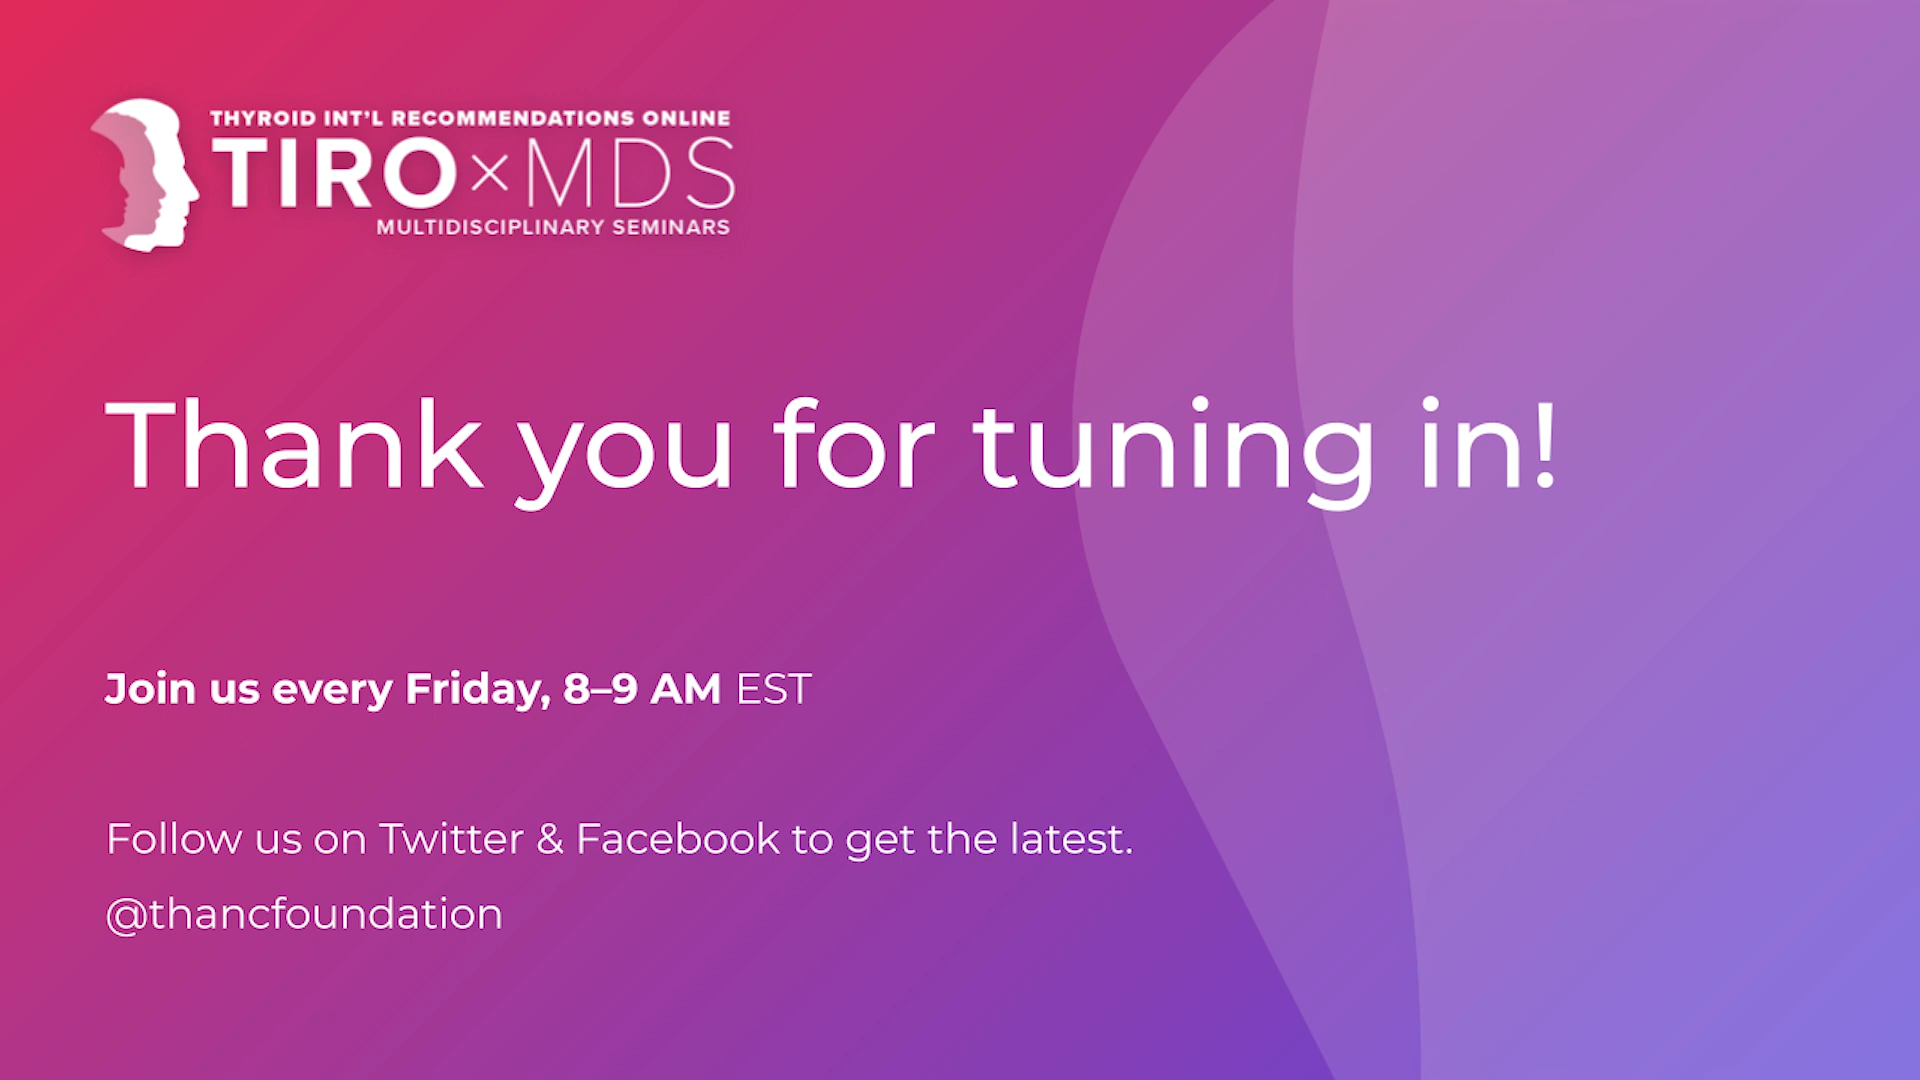 THYROID INT'L RECOMMENDATIONS ONLINE
TIRO×MDS
MULTIDISCIPLINARY SEMINARS
Thank you for tuning in!
Join us every Friday, 8–9 AM EST
Follow us on Twitter & Facebook to get the latest.
@thancfoundation